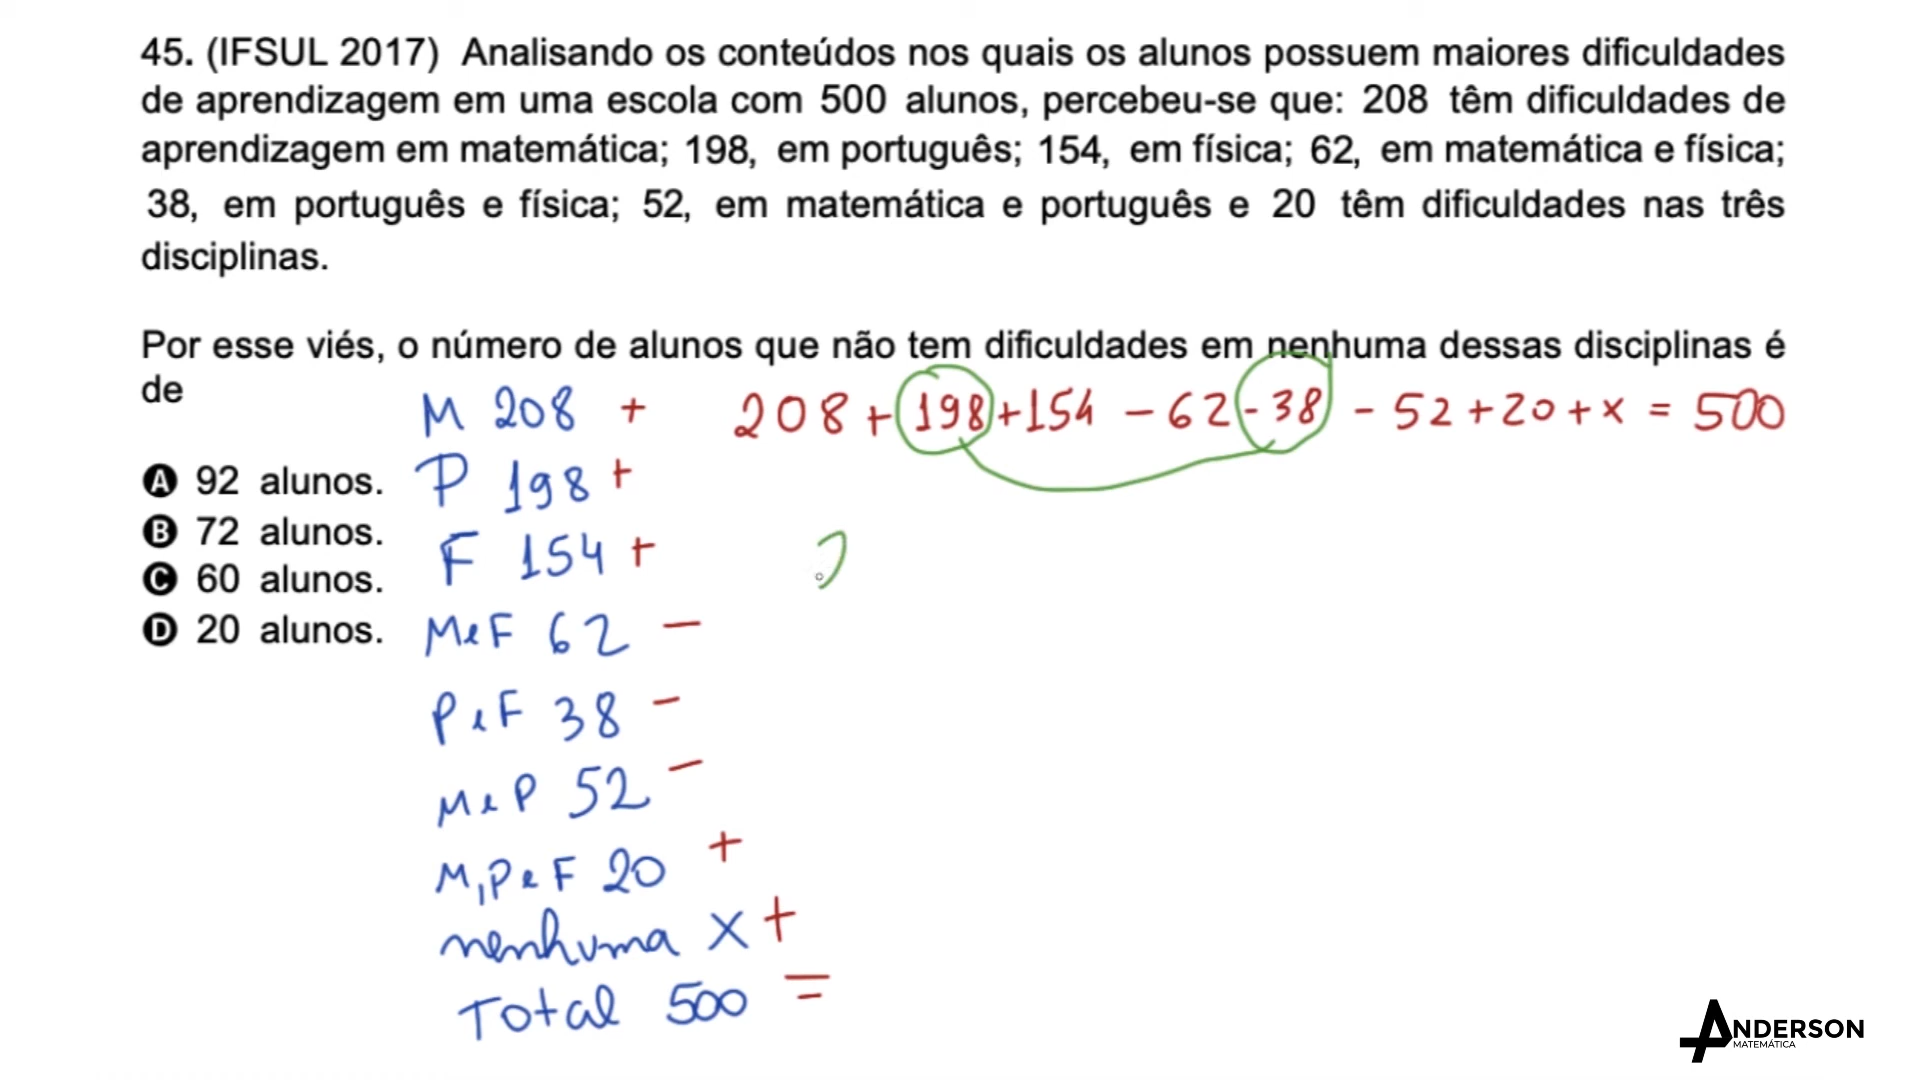 45. (IFSUL 2017) Analisando os conteúdos nos quais os alunos possuem maiores dificuldades
de aprendizagem em uma escola com 500 alunos, percebeu-se que: 208 têm dificuldades de
aprendizagem em matemática; 198, em português; 154, em física; 62, em matemática e física;
38, em português e física; 52, em matemática e português e 20 têm dificuldades nas três
disciplinas.
Por esse viés, o número de alunos que não tem dificuldades em nenhuma dessas disciplinas é
de
A 92 alunos.
B 72 alunos.
C 60 alunos.
D 20 alunos.
M 208 +
P 198 +
F 154 +
M e F 62 -
P e F 38 -
M e P 52 -
M, P e F 20 +
nenhuma x +
Total 500 =
208 + 198 + 154 - 62 - 38 - 52 + 20 + x = 500
ANDERSON
MATEMÁTICA